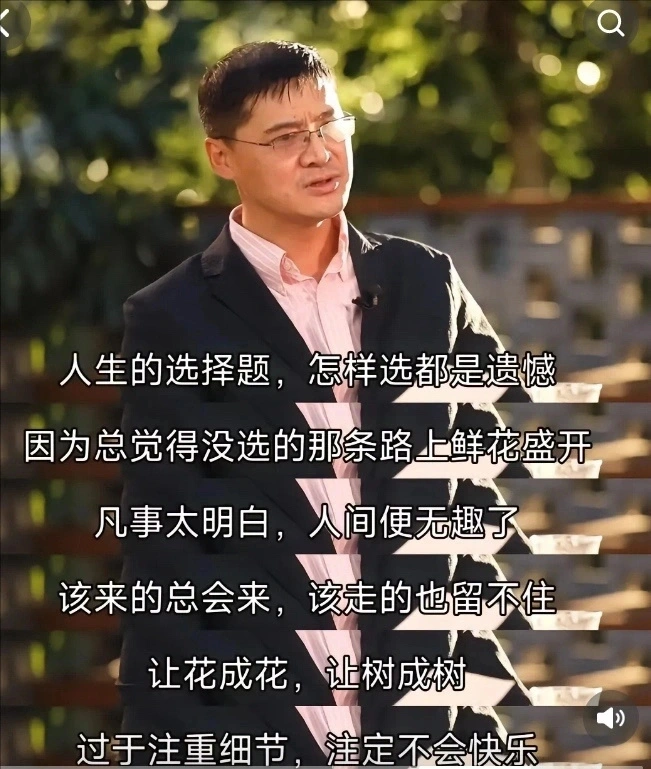 人生的选择题，怎样选都是遗憾
因为总觉得没选的那条路上鲜花盛开
凡事太明白，人间便无趣了
该来的总会来，该走的也留不住
让花成花，让树成树
过于注重细节，注定不会快乐